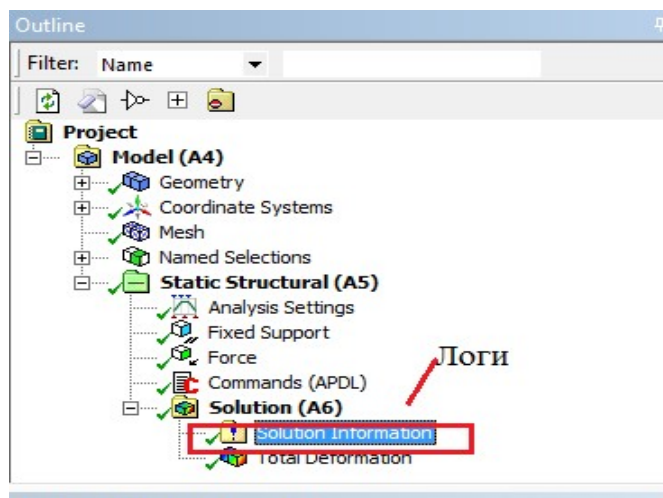 Outline
Filter: Name
Project
Model (A4)
Geometry
Coordinate Systems
Mesh
Named Selections
Static Structural (A5)
Analysis Settings
Fixed Support
Force
Логи
Commands (APDL)
Solution (A6)
Solution Information
Total Deformation